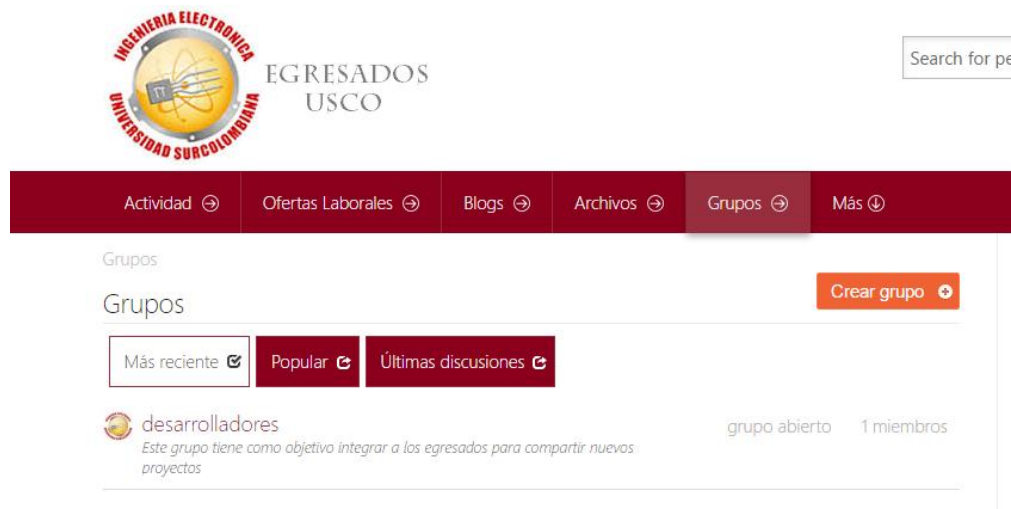 INGENIERIA ELECTRONICA
UNIVERSIDAD SURCOLOMBIANA
EGRESADOS
USCO
Search for pe
Actividad Ofertas Laborales Blogs Archivos Grupos Más
Grupos
Grupos
Crear grupo
Más reciente Popular Últimas discusiones
desarrolladores grupo abierto 1 miembros
Este grupo tiene como objetivo integrar a los egresados para compartir nuevos
proyectos